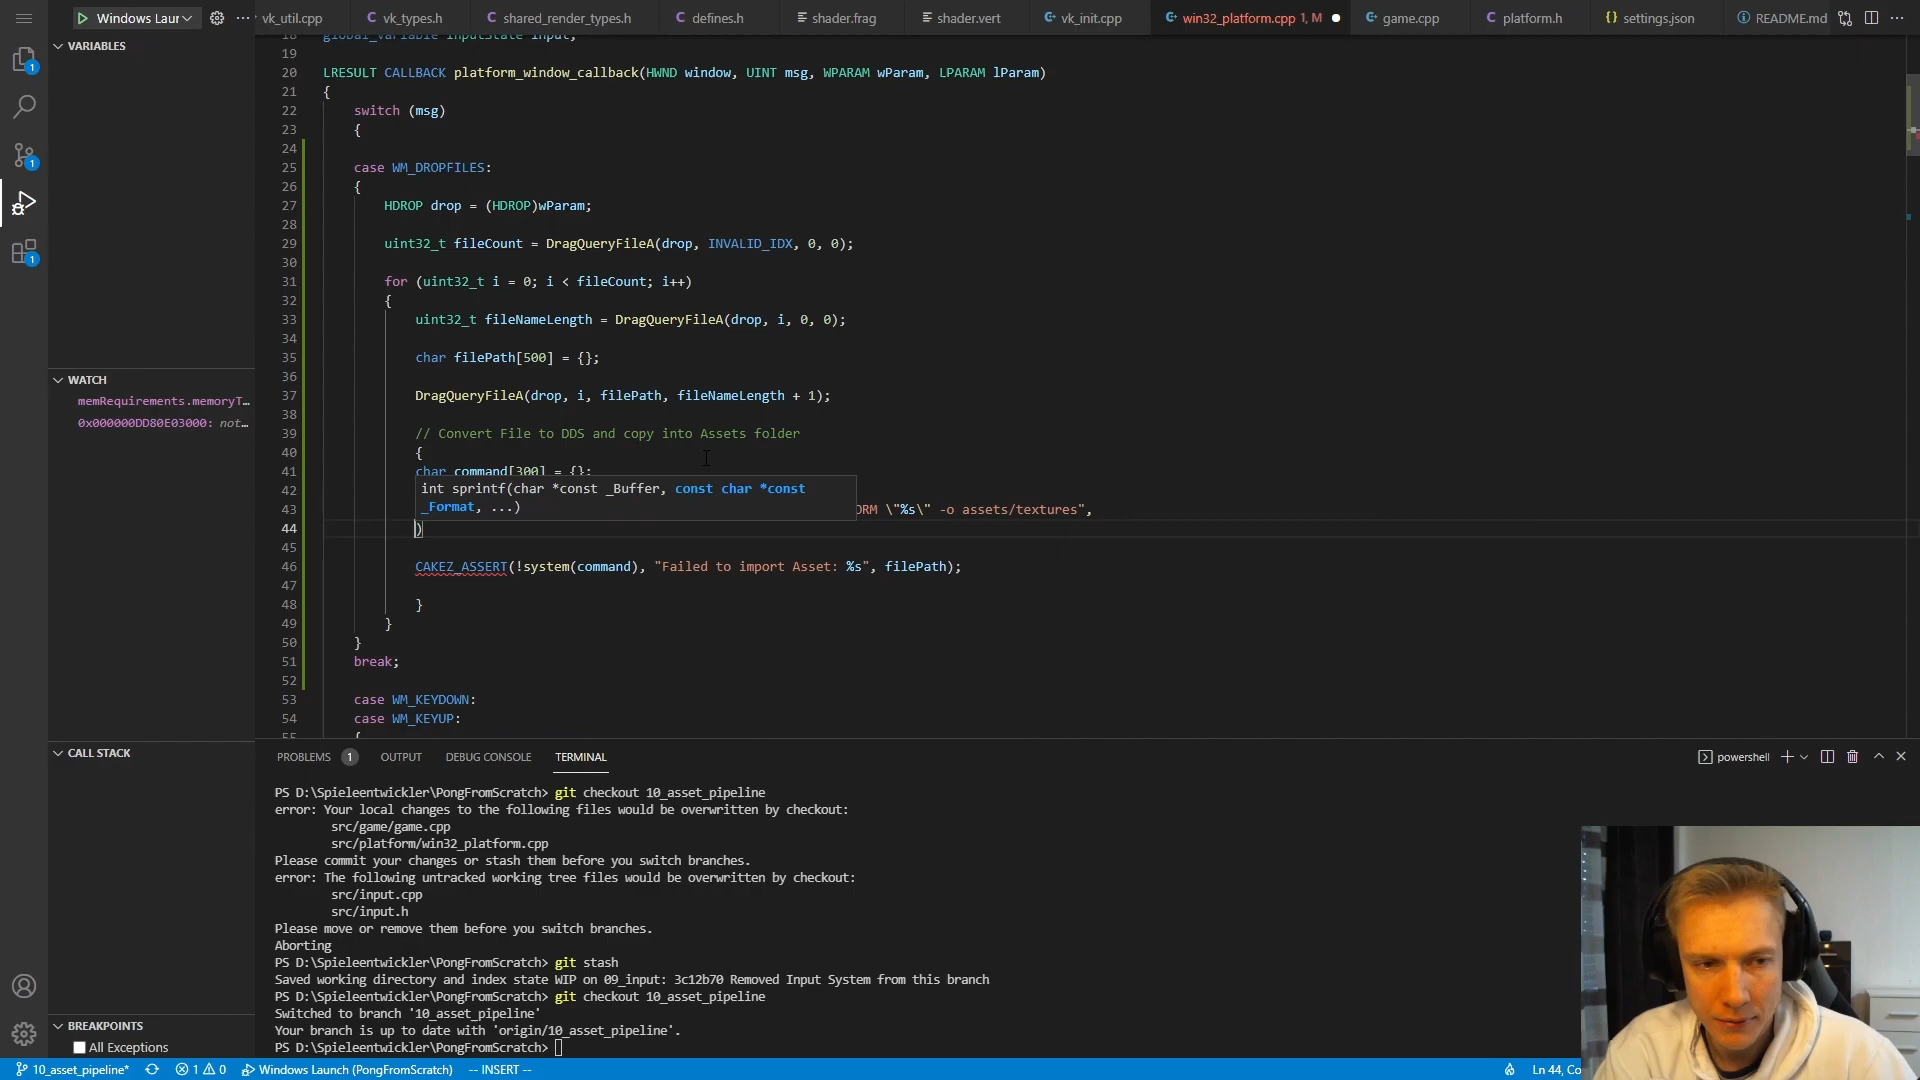 Windows Laur
vk_util.cpp
vk_types.h
shared_render_types.h
defines.h
shader.frag
shader.vert
vk_init.cpp
win32_platform.cpp 1, M
game.cpp
platform.h
settings.json
README.md
VARIABLES
WATCH
memRequirements.memoryT…
0x000000DD80E03000: not…
CALL STACK
BREAKPOINTS
All Exceptions
18 global_variable InputState input;
19
20 LRESULT CALLBACK platform_window_callback(HWND window, UINT msg, WPARAM wParam, LPARAM lParam)
21 {
22 switch (msg)
23 {
24
25 case WM_DROPFILES:
26 {
27 HDROP drop = (HDROP)wParam;
28
29 uint32_t fileCount = DragQueryFileA(drop, INVALID_IDX, 0, 0);
30
31 for (uint32_t i = 0; i < fileCount; i++)
32 {
33 uint32_t fileNameLength = DragQueryFileA(drop, i, 0, 0);
34
35 char filePath[500] = {};
36
37 DragQueryFileA(drop, i, filePath, fileNameLength + 1);
38
39 // Convert File to DDS and copy into Assets folder
40 {
41 char command[300] = {};
int sprintf(char *const _Buffer, const char *const
_Format, ...)
42
43 ORM \"%s\" -o assets/textures",
44 )
45
46 CAKEZ_ASSERT(!system(command), "Failed to import Asset: %s", filePath);
47
48 }
49 }
50 }
51 break;
52
53 case WM_KEYDOWN:
54 case WM_KEYUP:
55 {
PROBLEMS 1
OUTPUT
DEBUG CONSOLE
TERMINAL
powershell
PS D:\Spieleentwickler\PongFromScratch> git checkout 10_asset_pipeline
error: Your local changes to the following files would be overwritten by checkout:
src/game/game.cpp
src/platform/win32_platform.cpp
Please commit your changes or stash them before you switch branches.
error: The following untracked working tree files would be overwritten by checkout:
src/input.cpp
src/input.h
Please move or remove them before you switch branches.
Aborting
PS D:\Spieleentwickler\PongFromScratch> git stash
Saved working directory and index state WIP on 09_input: 3c12b70 Removed Input System from this branch
PS D:\Spieleentwickler\PongFromScratch> git checkout 10_asset_pipeline
Switched to branch '10_asset_pipeline'
Your branch is up to date with 'origin/10_asset_pipeline'.
PS D:\Spieleentwickler\PongFromScratch>
10_asset_pipeline*
1 0
Windows Launch (PongFromScratch)
-- INSERT --
Ln 44, Co